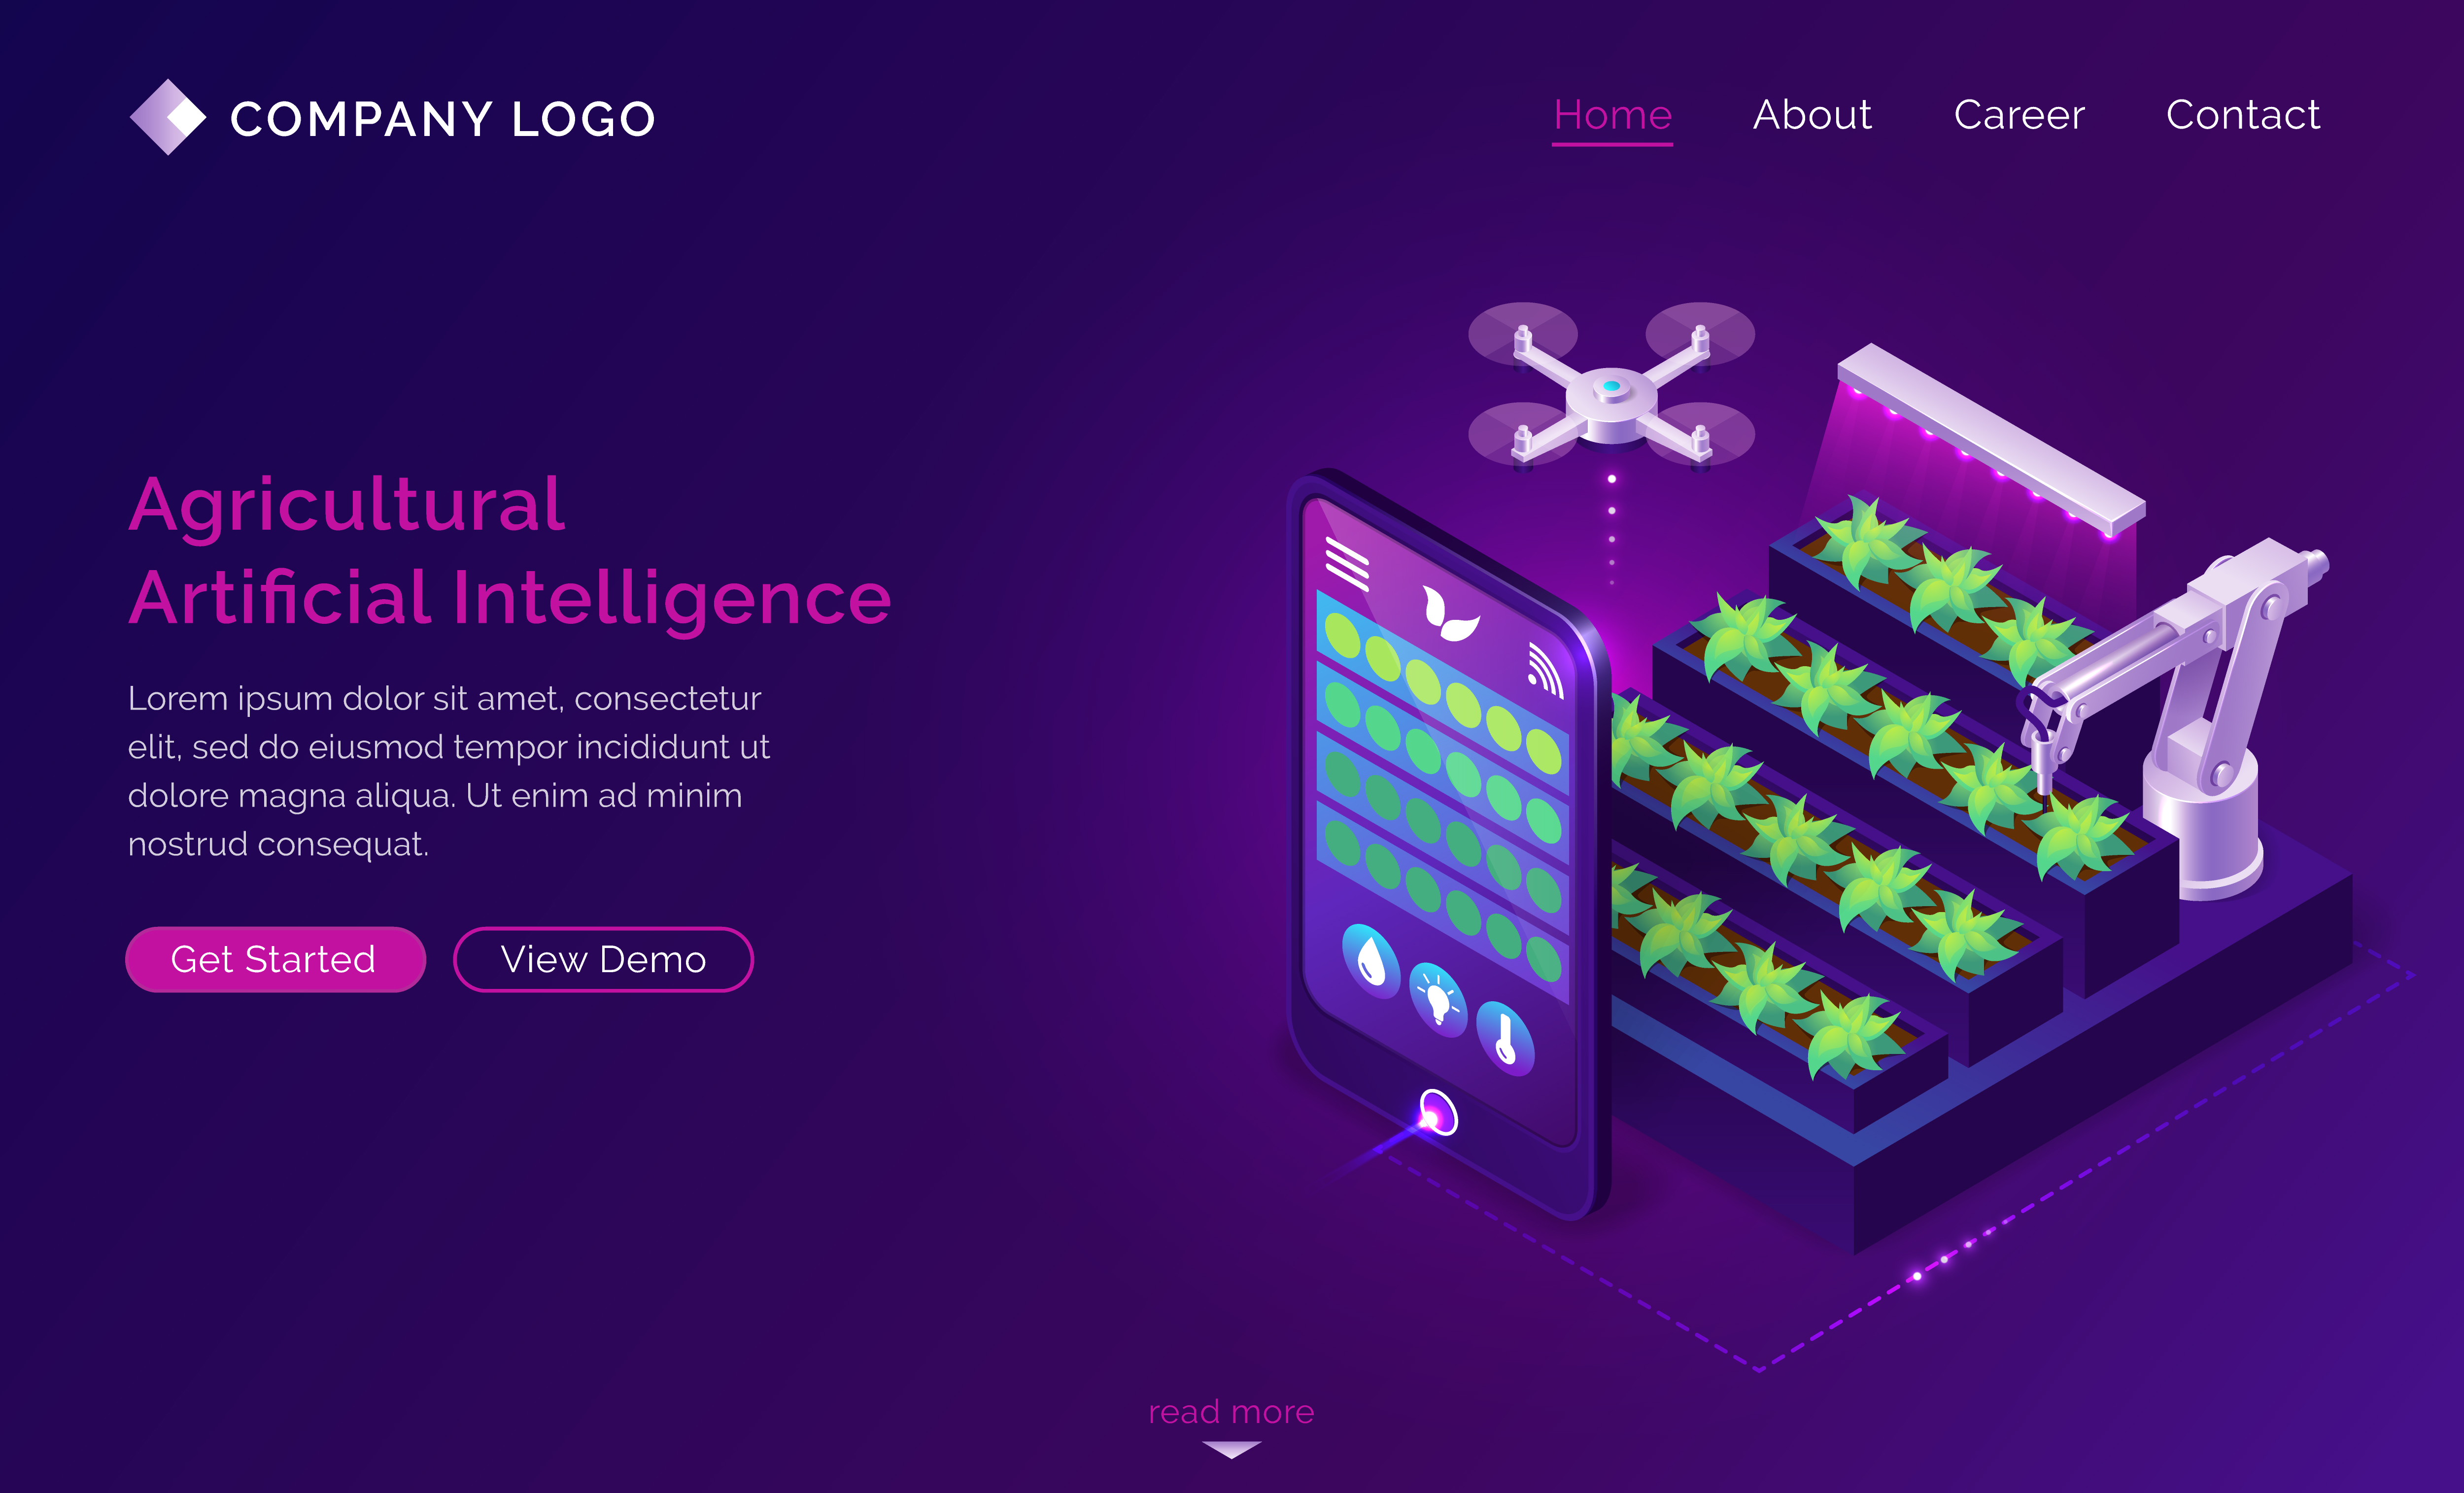 COMPANY LOGO
Home
About
Career
Contact
Agricultural
Artificial Intelligence
Lorem ipsum dolor sit amet, consectetur
elit, sed do eiusmod tempor incididunt ut
dolore magna aliqua. Ut enim ad minim
nostrud consequat.
Get Started
View Demo
read more